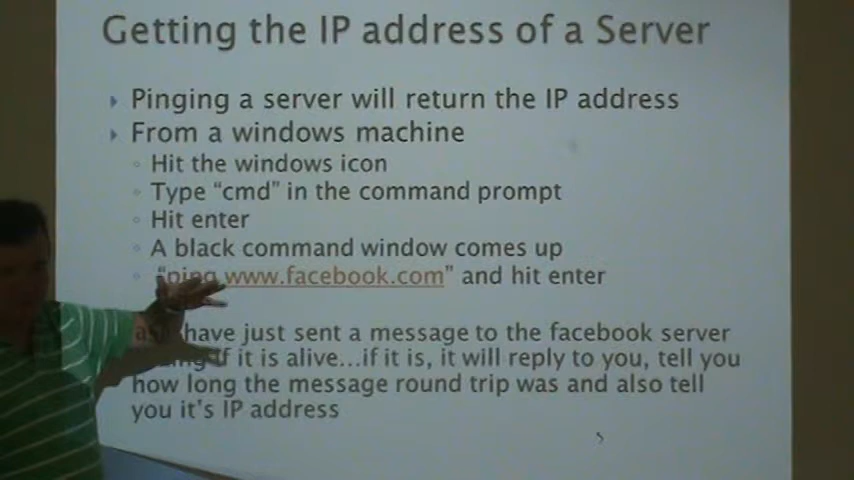 Getting the IP address of a Server
Pinging a server will return the IP address
From a windows machine
Hit the windows icon
Type “cmd” in the command prompt
Hit enter
A black command window comes up
“ping www.facebook.com” and hit enter
have just sent a message to the facebook server
if it is alive...if it is, it will reply to you, tell you
how long the message round trip was and also tell
you it's IP address